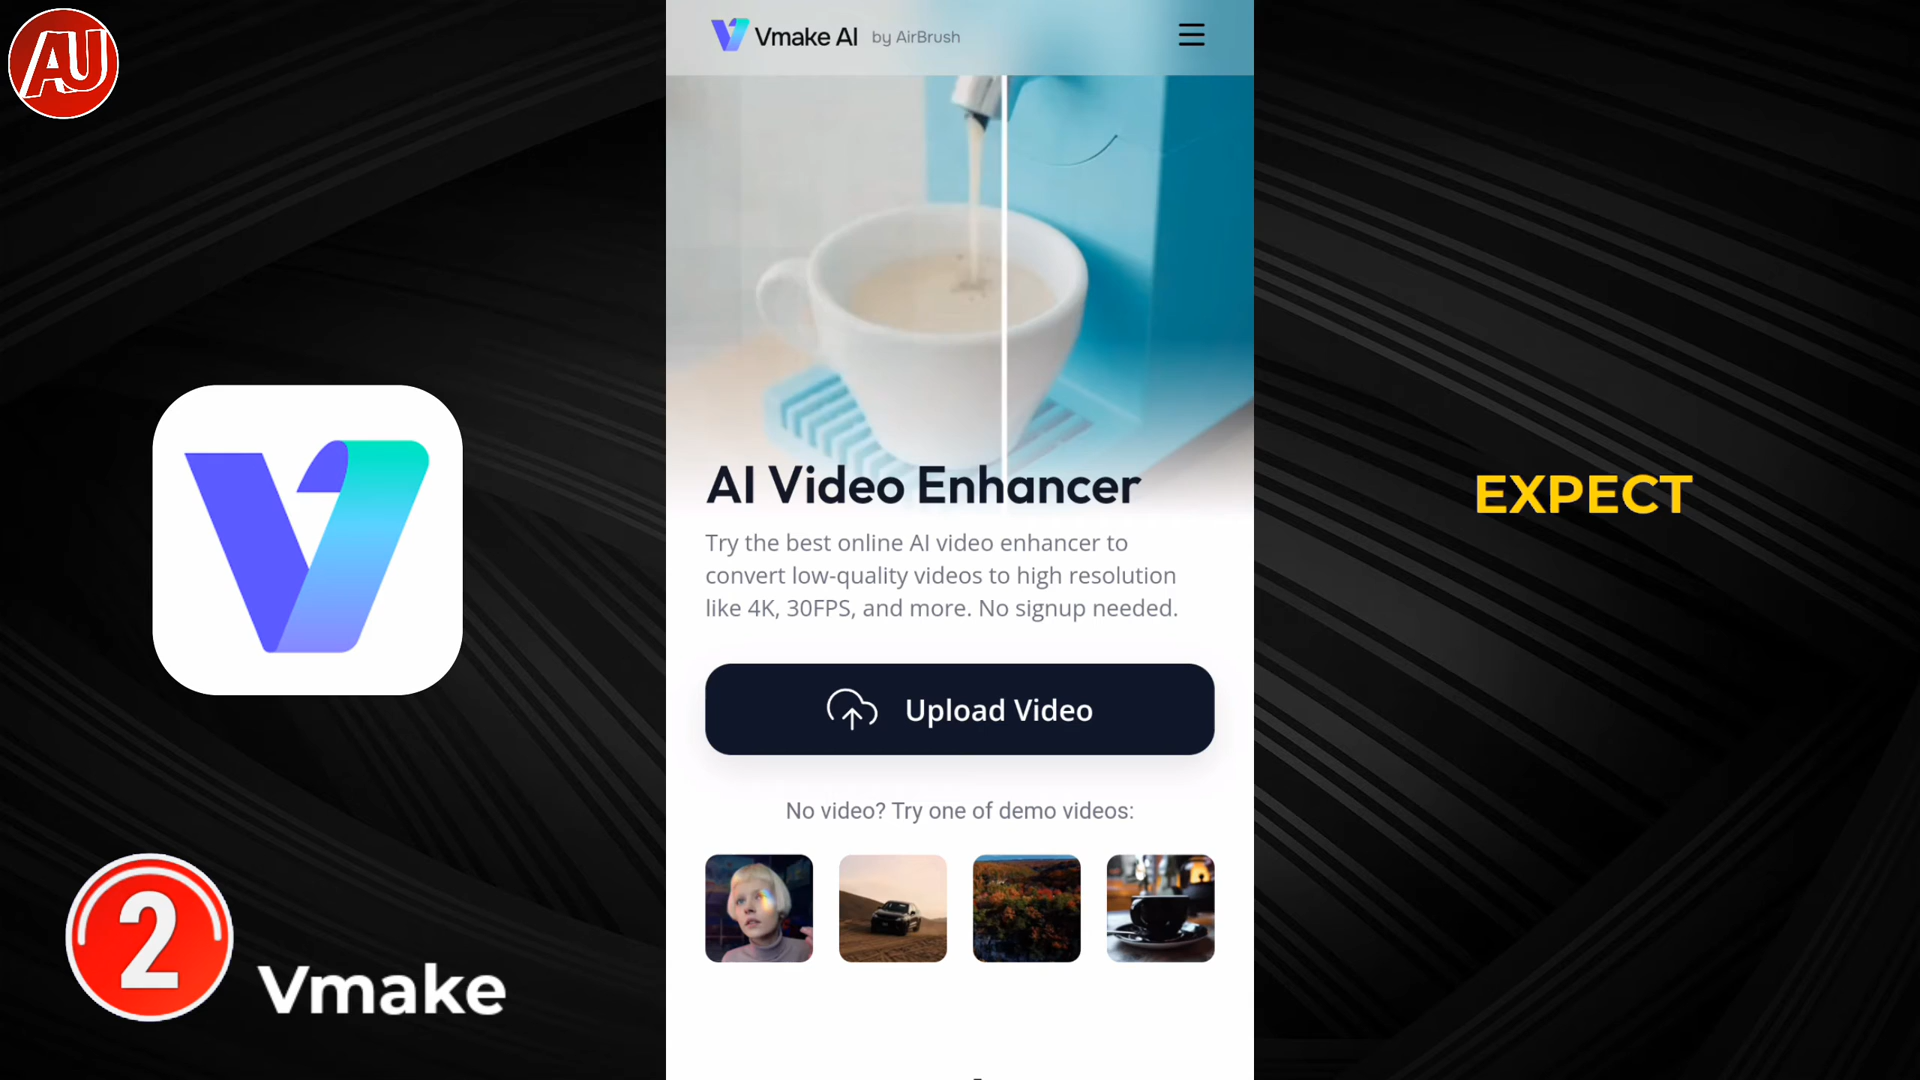 AU
Vmake AI by AirBrush
AI Video Enhancer
Try the best online AI video enhancer to
convert low-quality videos to high resolution
like 4K, 30FPS, and more. No signup needed.
Upload Video
No video? Try one of demo videos:
2
Vmake
EXPECT